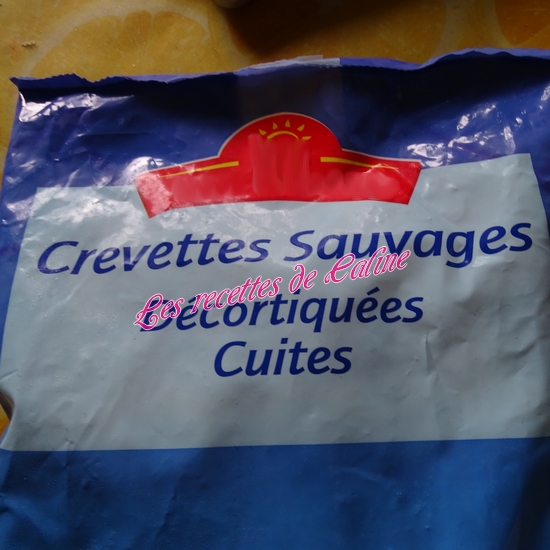 Crevettes Sauvages
Les recettes de Caline
Décortiquées
Cuites